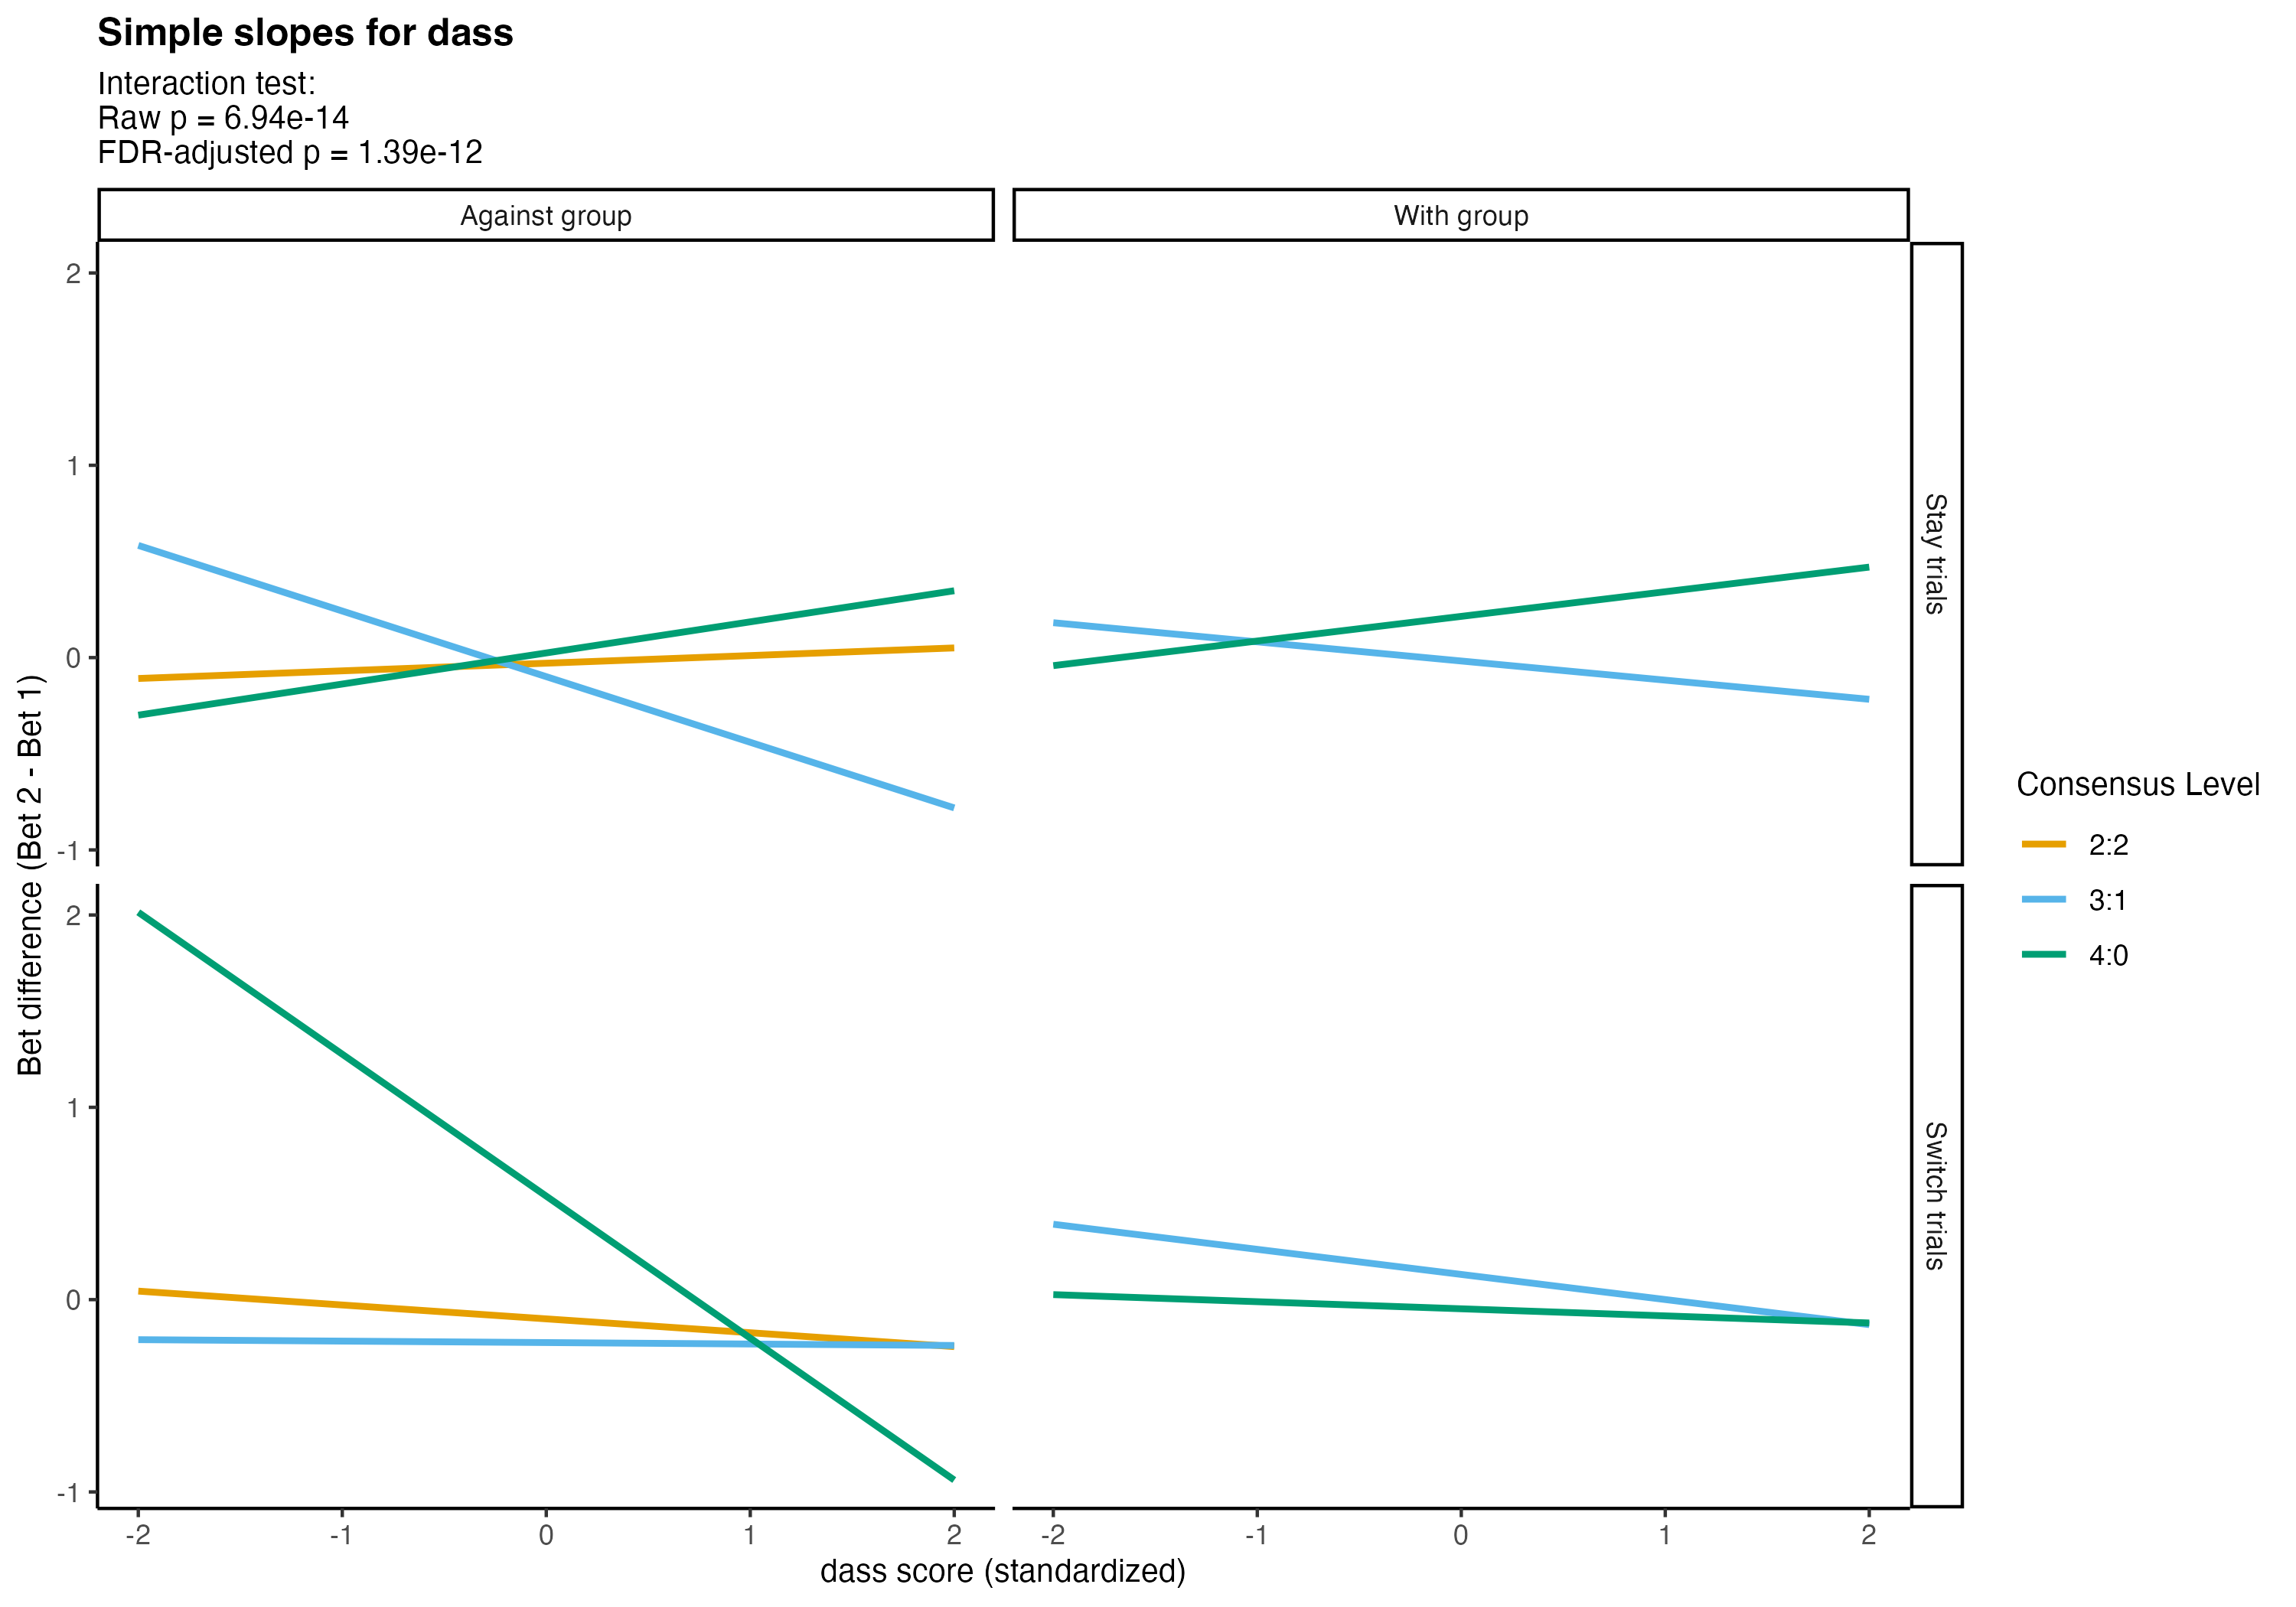 Simple slopes for dass
Interaction test:
Raw p = 6.94e-14
FDR-adjusted p = 1.39e-12
Against group
With group
2
1
0
-1
Stay trials
2
1
0
-1
Switch trials
Bet difference (Bet 2 - Bet 1)
-2 -1 0 1 2
-2 -1 0 1 2
dass score (standardized)
Consensus Level
2:2
3:1
4:0